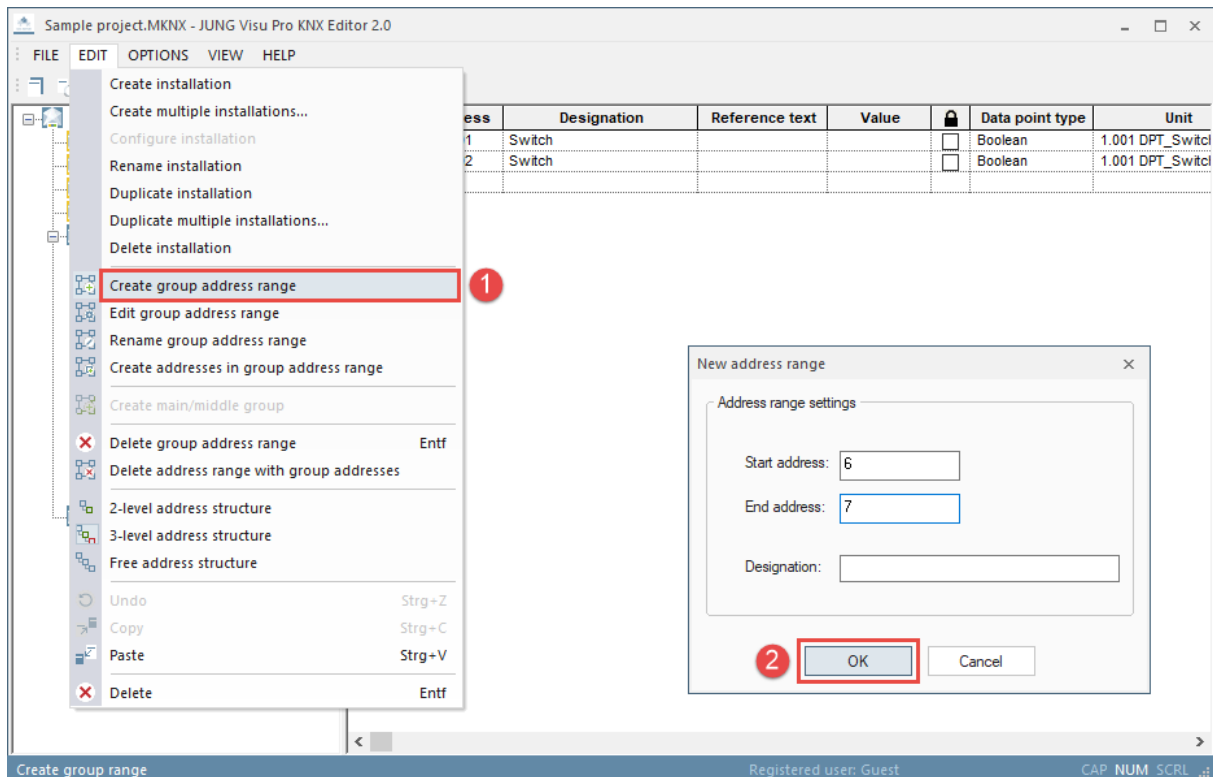 Sample project.MKNX - JUNG Visu Pro KNX Editor 2.0
FILE EDIT OPTIONS VIEW HELP
Create installation
Create multiple installations...
Configure installation
Rename installation
Duplicate installation
Duplicate multiple installations...
Delete installation
Create group address range
1
Edit group address range
Rename group address range
Create addresses in group address range
Create main/middle group
Delete group address range Entf
Delete address range with group addresses
2-level address structure
3-level address structure
Free address structure
Undo Strg+Z
Copy Strg+C
Paste Strg+V
Delete Entf
ess Designation Reference text Value Data point type Unit
1 Switch Boolean 1.001 DPT_Switc
2 Switch Boolean 1.001 DPT_Switc
New address range
Address range settings
Start address: 6
End address: 7
Designation:
2 OK Cancel
Create group range Registered user: Guest CAP NUM SCRL